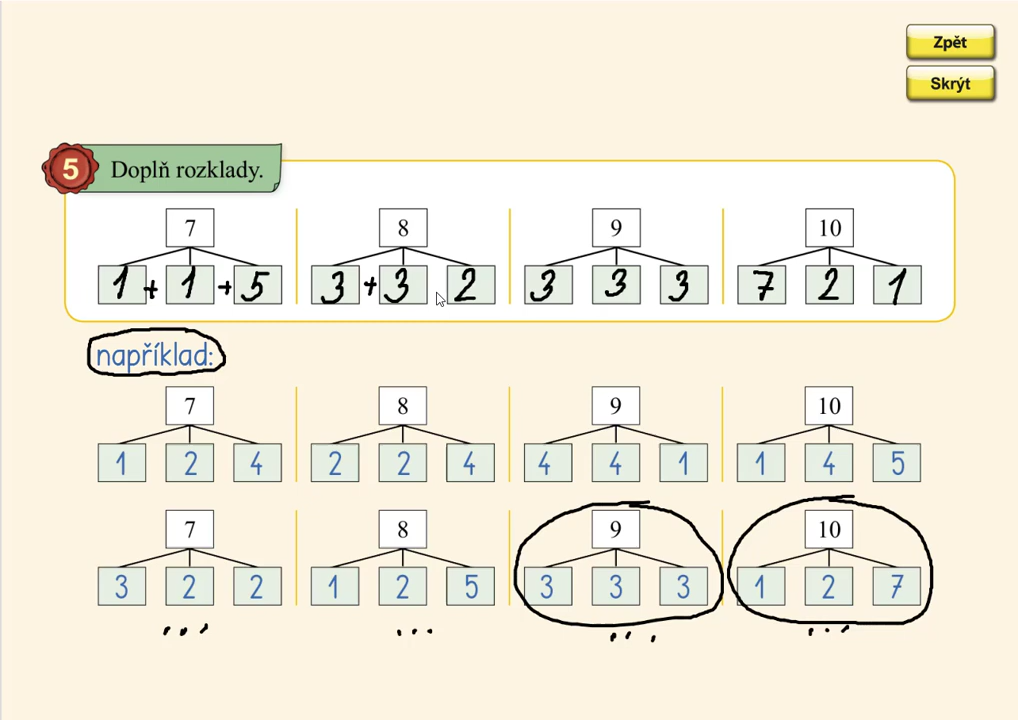 Zpět
Skrýt
5 Doplň rozklady.
7 8 9 10
1 + 1 + 5 3 + 3 2 3 3 3 7 2 1
například:
7 8 9 10
1 2 4 2 2 4 4 4 1 1 4 5
7 8 9 10
3 2 2 1 2 5 3 3 3 1 2 7
... ... ... ...